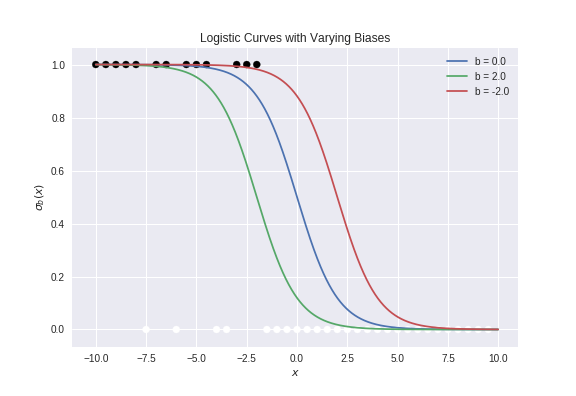 Logistic Curves with Varying Biases
b = 0.0
b = 2.0
b = -2.0
1.0
0.8
0.6
0.4
0.2
0.0
σ_b(x)
−10.0 −7.5 −5.0 −2.5 0.0 2.5 5.0 7.5 10.0
x